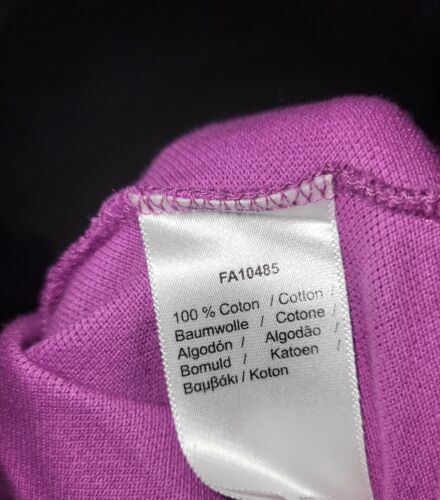 FA10485
100 % Coton / Cotton /
Baumwolle / Cotone /
Algodón / Algodão /
Bomuld / Katoen /
Βαμβάκι / Koton